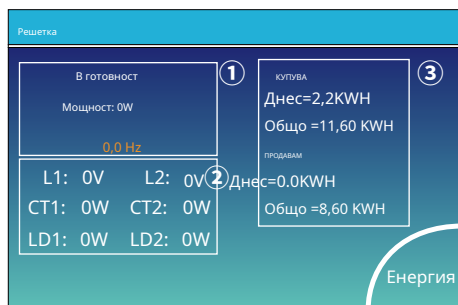 Решетка
В готовност
①
Мощност: 0W
0,0 Hz
L1: 0V L2: 0V
②
CT1: 0W CT2: 0W
LD1: 0W LD2: 0W
③
КУПУВА
Днес=2,2KWH
Общо =11,60 KWH
ПРОДАВАМ
Днес=0.0KWH
Общо =8,60 KWH
Енергия